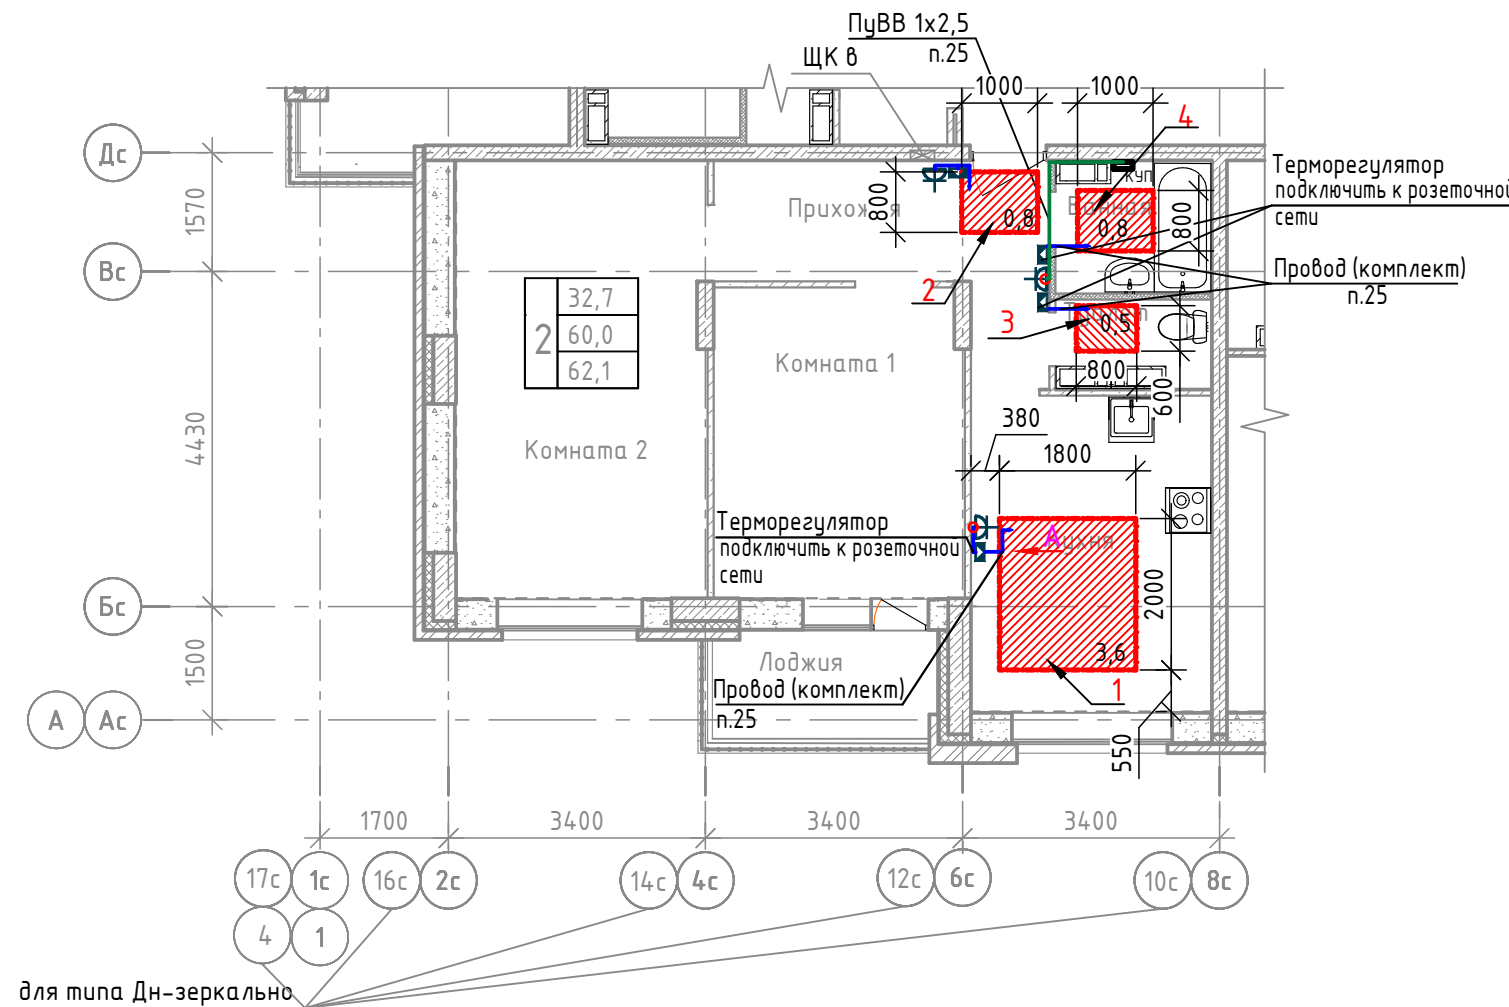 ПуВВ 1х2,5
п.25
ЩК в
1000
1000
4
Дс
Терморегулятор
подключить к розеточной
сети
Куп
1570
800
Прихожая
0,8
Ванная
0,8
800
Вс
2
Провод (комплект)
п.25
3
Туалет
0,5
2
32,7
60,0
62,1
Комната 1
800
600
380
4430
Комната 2
1800
Терморегулятор
подключить к розеточной
сети
А
Кухня
2000
Бс
3,6
1500
Лоджия
Провод (комплект)
п.25
1
А
Ас
550
1700
3400
3400
3400
17с
1с
16с
2с
14с
4с
12с
6с
10с
8с
4
1
для типа Дн-зеркально